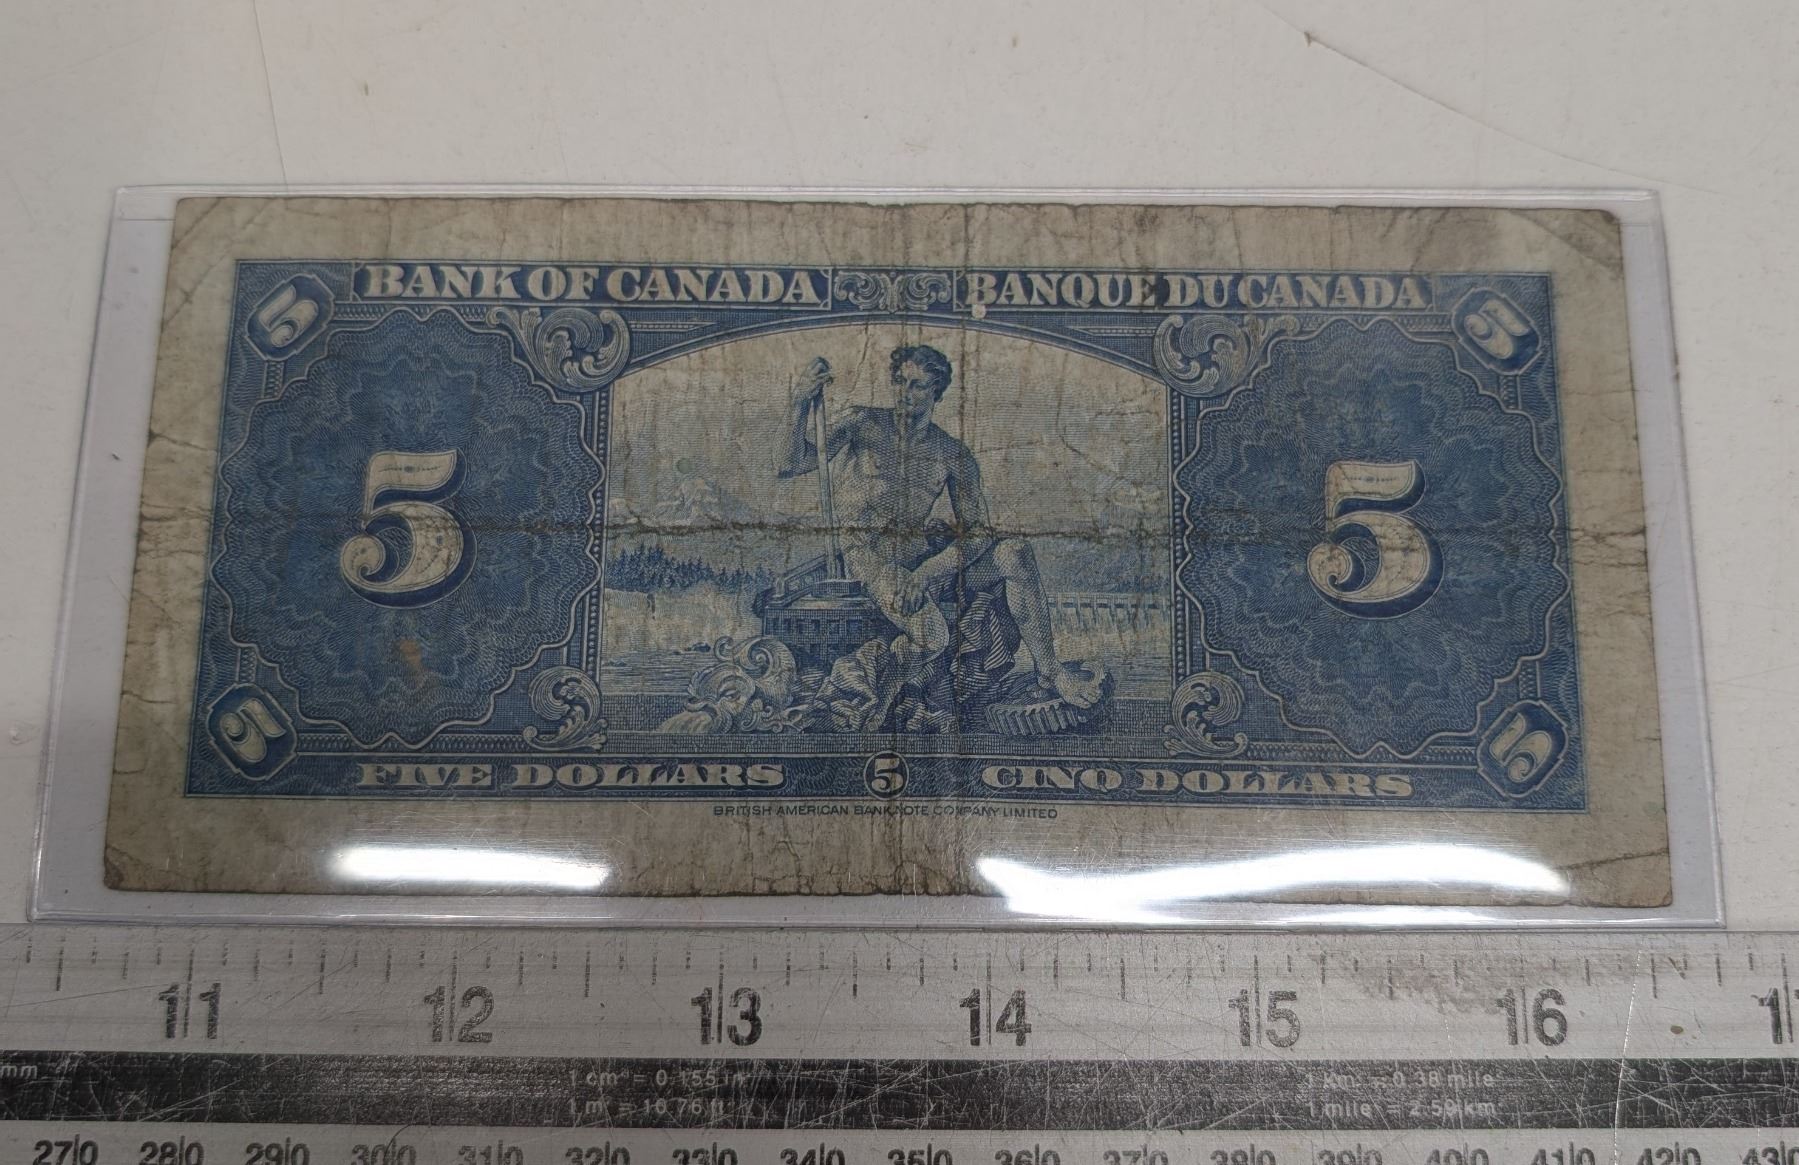 5 BANK OF CANADA BANQUE DU CANADA 5
5 5
5 FIVE DOLLARS 5 CINQ DOLLARS 5
BRITISH AMERICAN BANK NOTE COMPANY LIMITED
11 12 13 14 15 16 1
mm 1 cm² = 0.155 in² 1 km² = 0.38 mile²
1 m² = 10.76 ft² 1 mile² = 2.59 km²
270 280 290 300 310 320 330 340 350 360 370 380 390 400 410 420 430